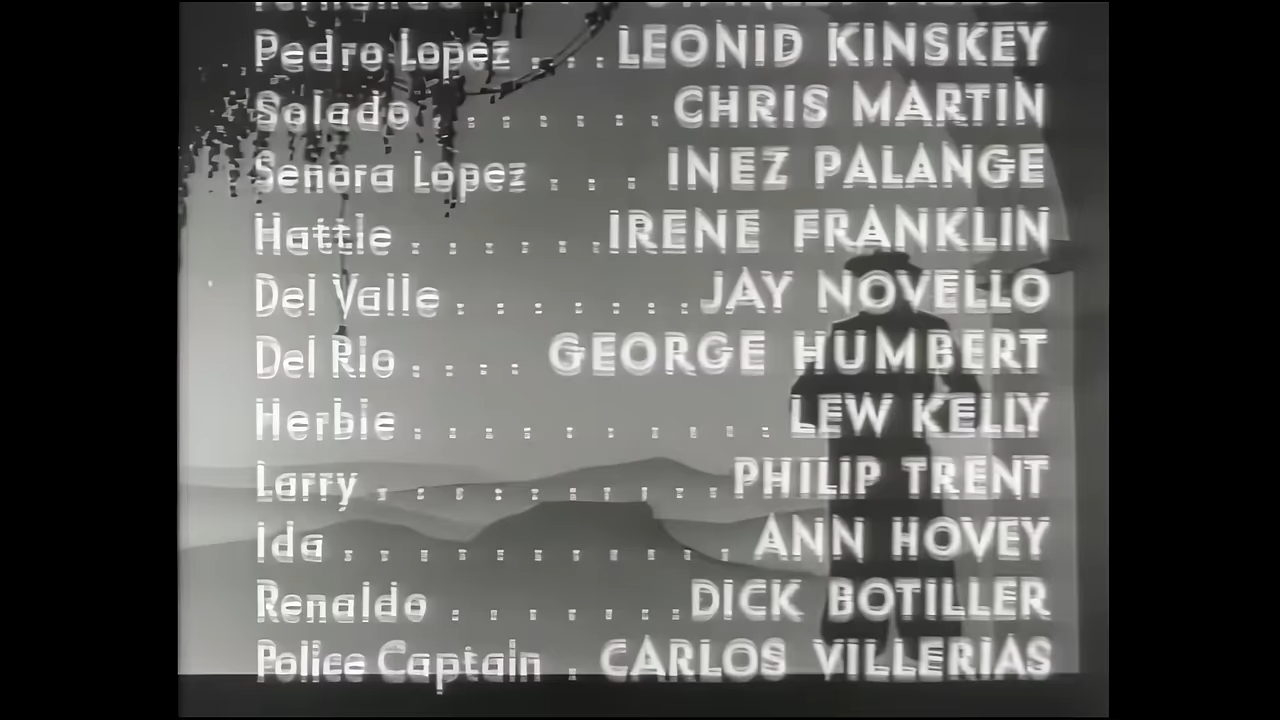 Pedro Lopez . . . . LEONID KINSKEY
Solado . . . . . . . CHRIS MARTIN
Senora Lopez . . . INEZ PALANGE
Hattie . . . . . . IRENE FRANKLIN
Del Valle . . . . . . . JAY NOVELLO
Del Rio . . . . GEORGE HUMBERT
Herbie . . . . . . . . . . LEW KELLY
Larry . . . . . . . . . . PHILIP TRENT
Ida . . . . . . . . . . . ANN HOVEY
Renaldo . . . . . . . DICK BOTILLER
Police Captain . CARLOS VILLERIAS